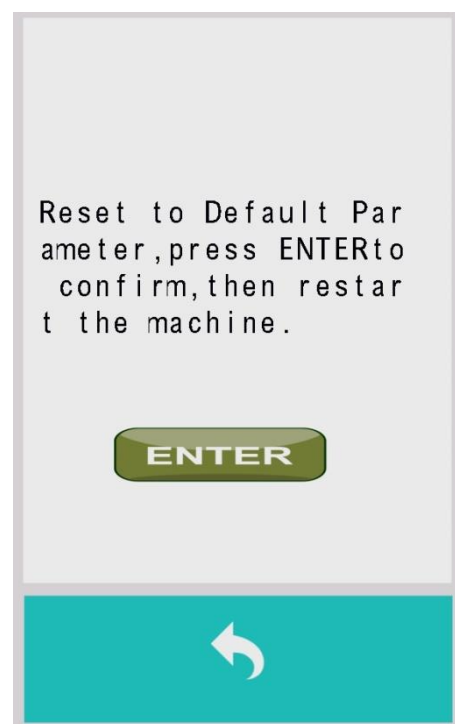 Reset to Default Par
ameter,press ENTERto
confirm,then restar
t the machine.
ENTER